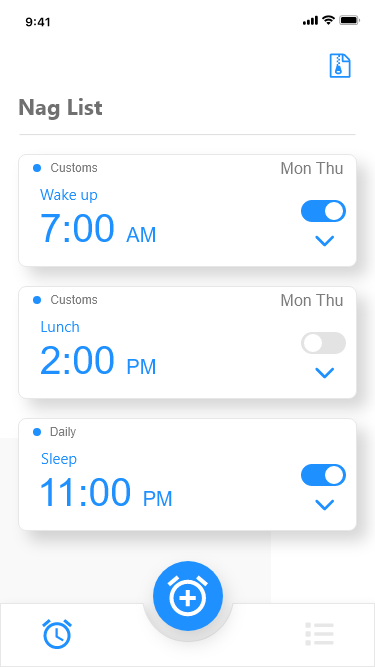 9:41
Nag List
Customs Mon Thu
Wake up
7:00 AM
Customs Mon Thu
Lunch
2:00 PM
Daily
Sleep
11:00 PM